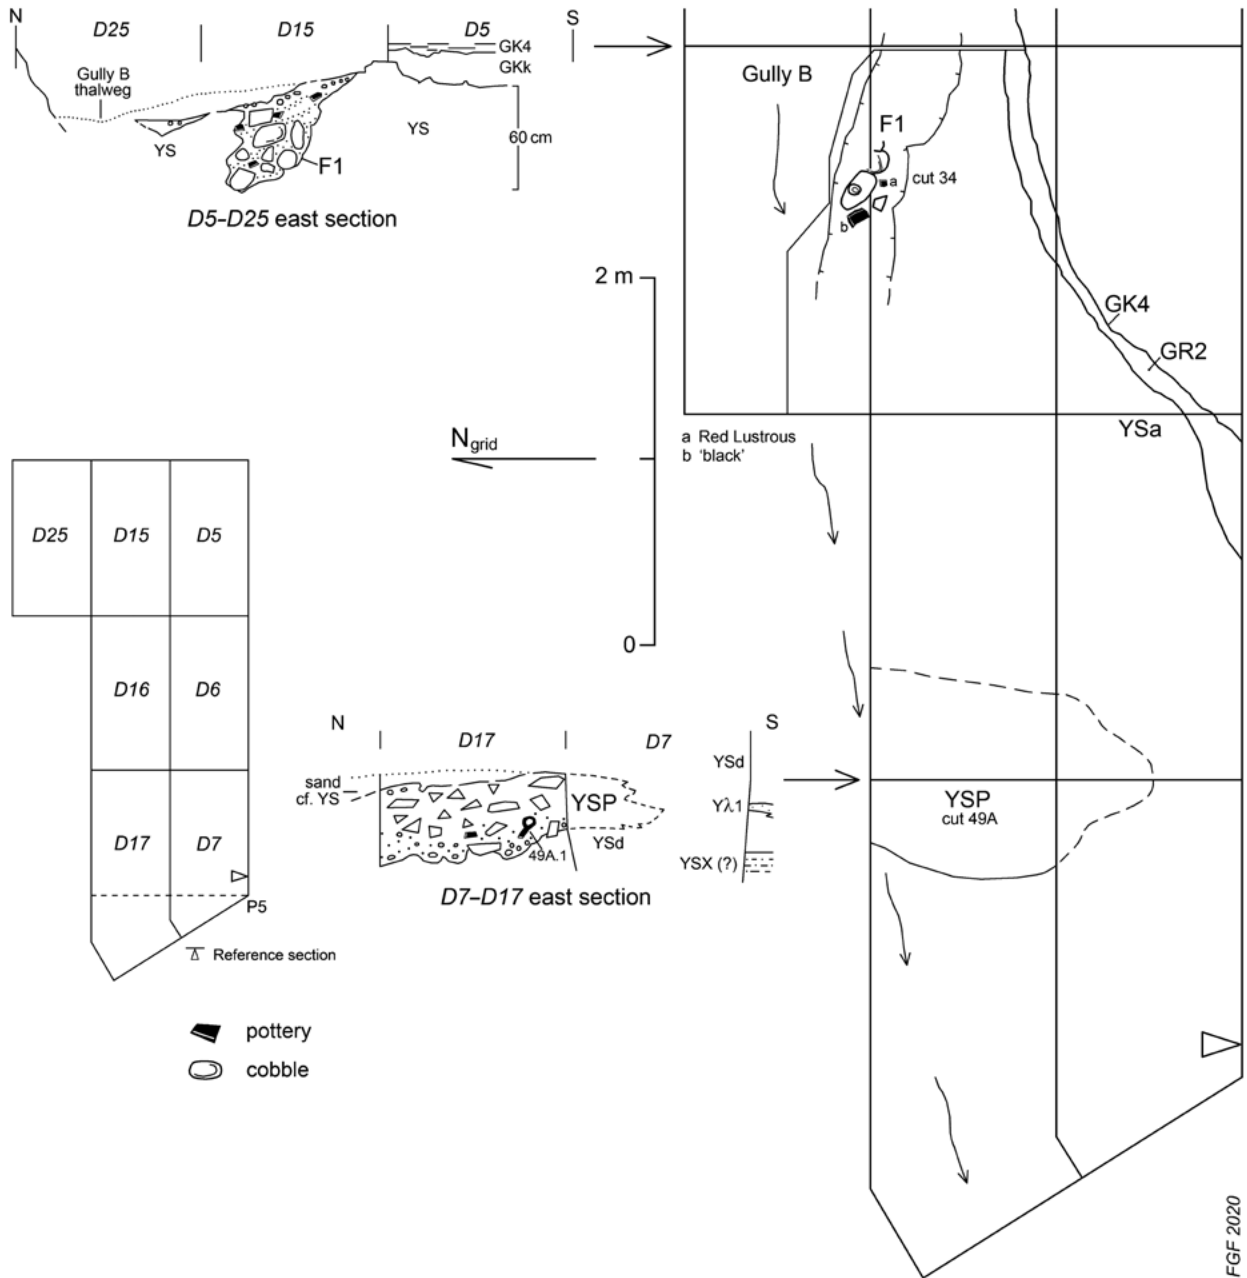 N D25 D15 D5 S
GK4
GKk
Gully B
thalweg
YS
YS
60 cm
F1
D5–D25 east section
Gully B
F1
a
cut 34
b
2 m
GK4
GR2
YSa
a Red Lustrous
b 'black'
Ngrid
0
D25 D15 D5
D16 D6
D17 D7
P5
Reference section
pottery
cobble
N D17 D7 S
sand
cf. YS
YSP
YSd
49A.1
YSd
Yλ1
YSX (?)
D7–D17 east section
YSP
cut 49A
FGF 2020